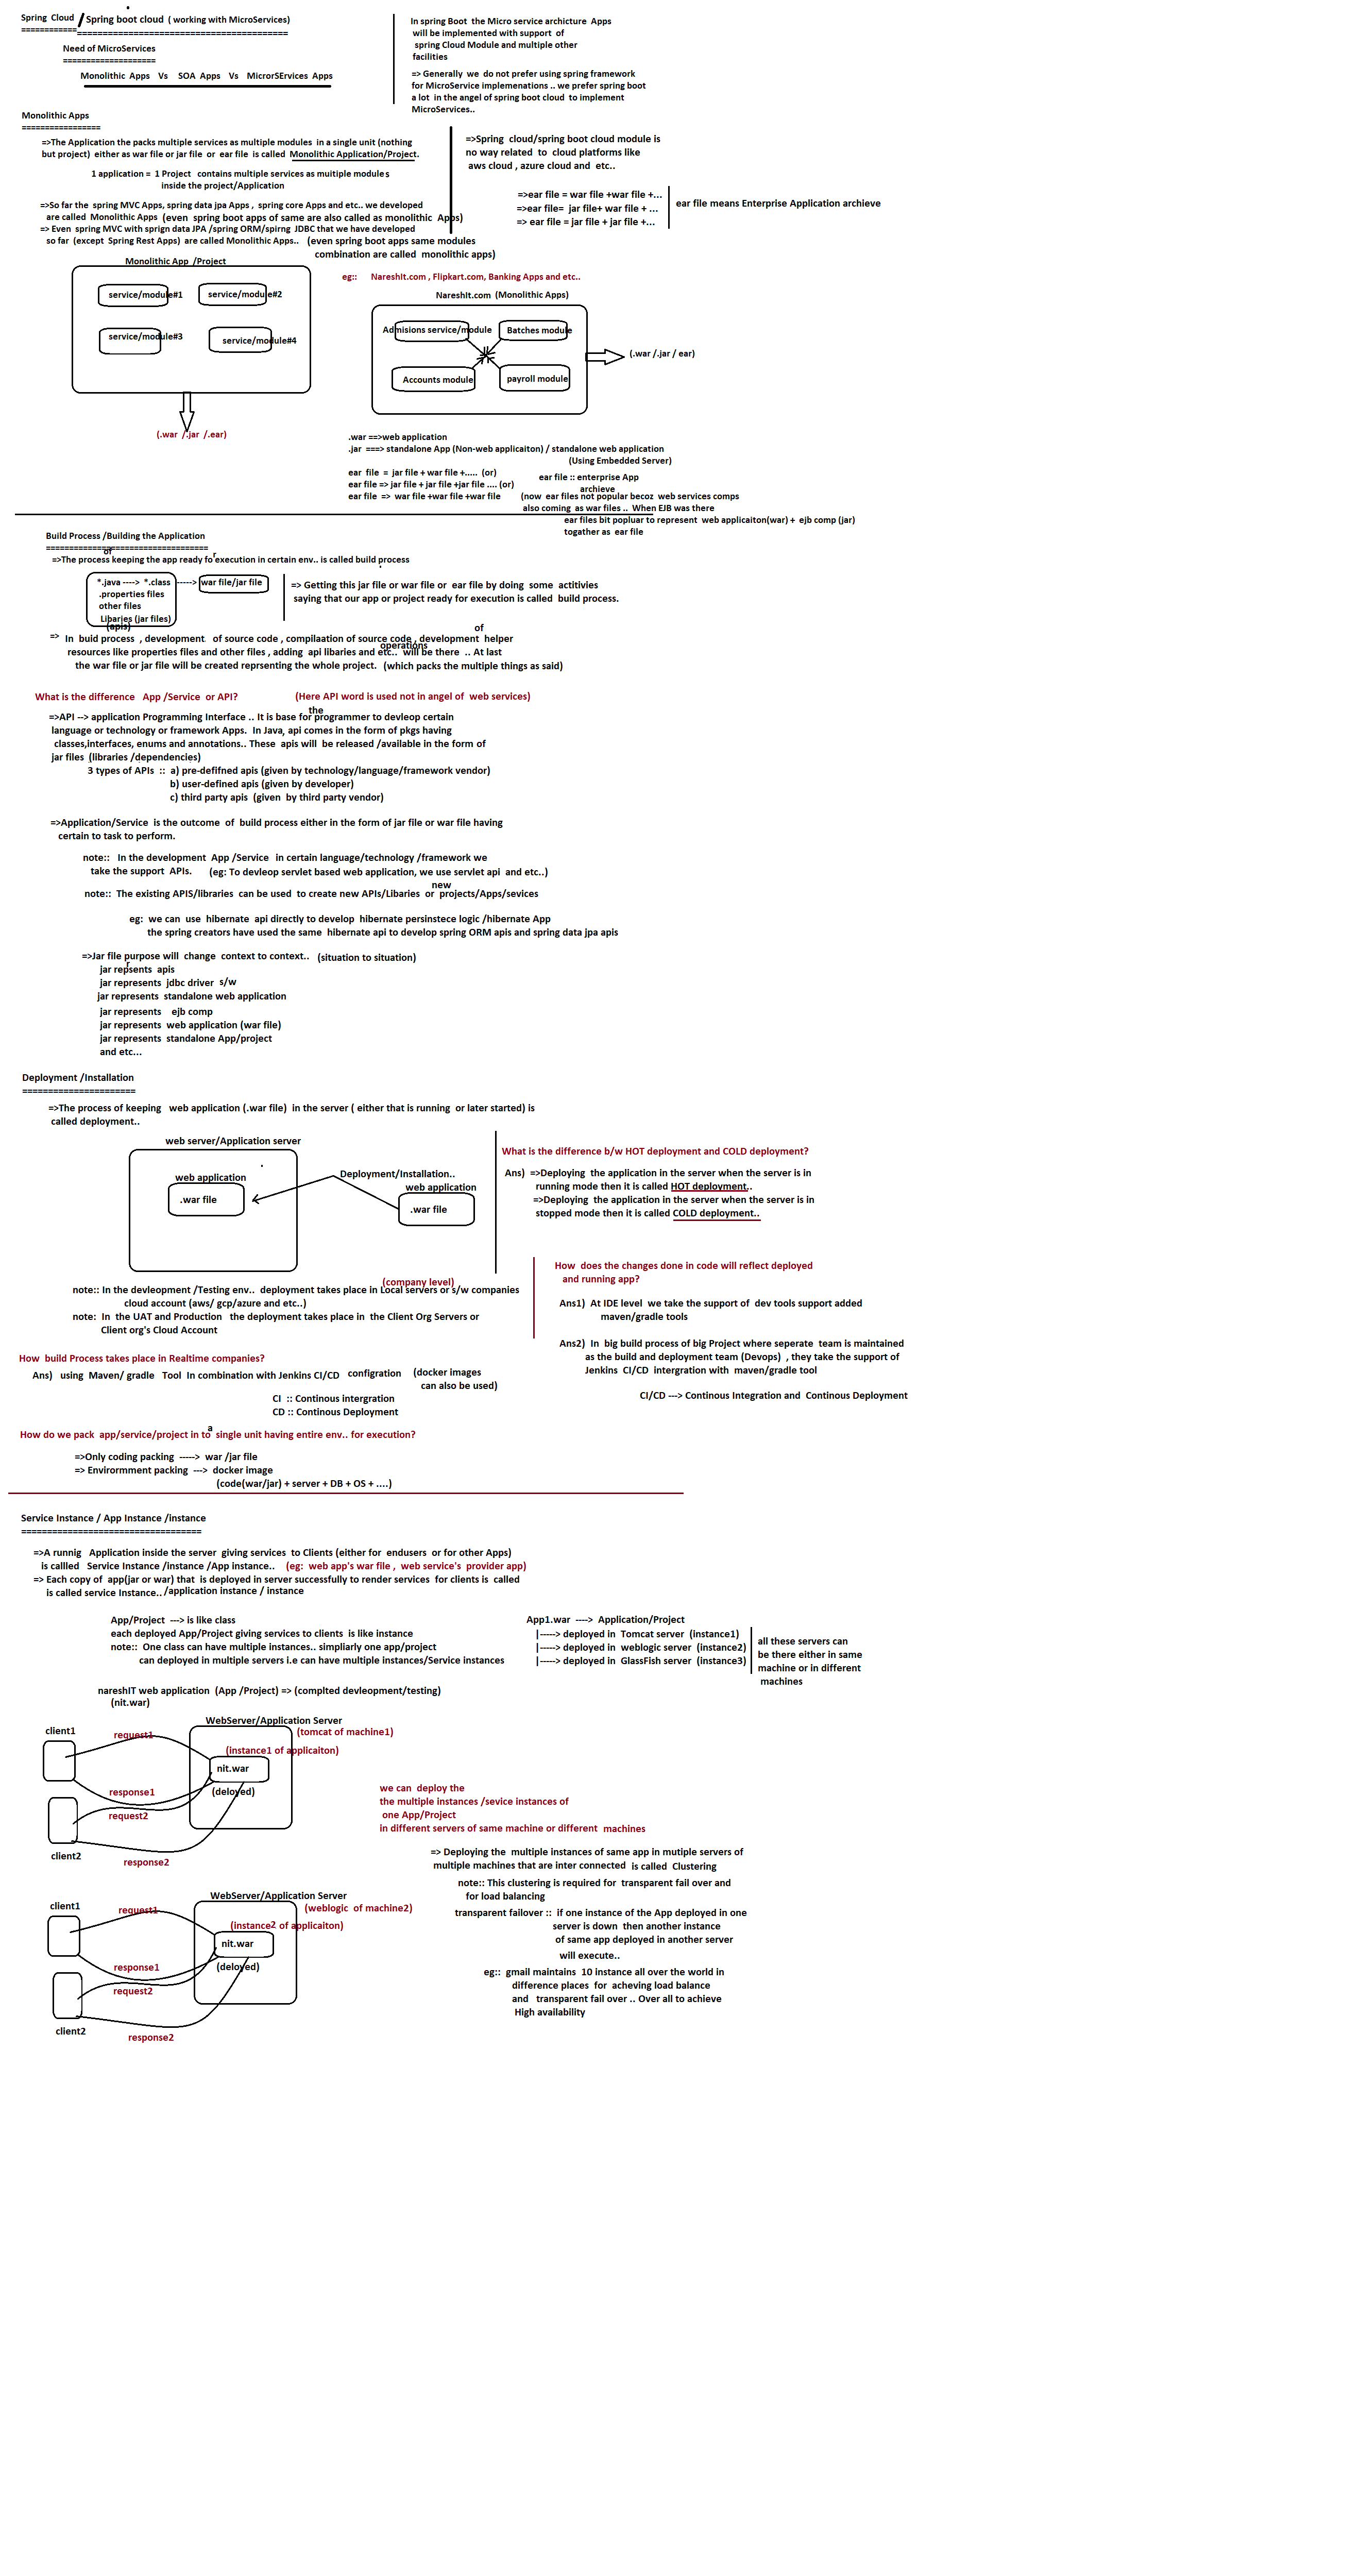 Spring Cloud / Spring boot cloud ( working with MicroServices)
============ =========================================
Need of MicroServices
====================
Monolithic Apps Vs SOA Apps Vs MicrorSErvices Apps
In spring Boot the Micro service archicture Apps
will be implemented with support of
spring Cloud Module and multiple other
facilities
=> Generally we do not prefer using spring framework
for MicroService implemenations .. we prefer spring boot
a lot in the angel of spring boot cloud to implement
MicroServices..
Monolithic Apps
=================
=>The Application the packs multiple services as multiple modules in a single unit (nothing
but project) either as war file or jar file or ear file is called Monolithic Application/Project.
1 application = 1 Project contains multiple services as muitiple modules
inside the project/Application
=>So far the spring MVC Apps, spring data jpa Apps , spring core Apps and etc.. we developed
are called Monolithic Apps (even spring boot apps of same are also called as monolithic Apps)
=> Even spring MVC with sprign data JPA /spring ORM/spirng JDBC that we have developed
so far (except Spring Rest Apps) are called Monolithic Apps.. (even spring boot apps same modules
combination are called monolithic apps)
=>Spring cloud/spring boot cloud module is
no way related to cloud platforms like
aws cloud , azure cloud and etc..
=>ear file = war file +war file +...
=>ear file= jar file+ war file + ...
=> ear file = jar file + jar file +...
ear file means Enterprise Application archieve
Monolithic App /Project
service/module#1
service/module#2
service/module#3
service/module#4
(.war /.jar /.ear)
eg:: NareshIt.com , Flipkart.com, Banking Apps and etc..
NareshIt.com (Monolithic Apps)
Admisions service/module
Batches module
Accounts module
payroll module
(.war /.jar / ear)
.war ==>web application
.jar ===> standalone App (Non-web applicaiton) / standalone web application
(Using Embedded Server)
ear file = jar file + war file +..... (or)
ear file => jar file + jar file +jar file .... (or)
ear file => war file +war file +war file
ear file :: enterprise App
archieve
(now ear files not popular becoz web services comps
also coming as war files .. When EJB was there
ear files bit popluar to represent web applicaiton(war) + ejb comp (jar)
togather as ear file
Build Process /Building the Application
===================================
of
r
=>The process keeping the app ready fo execution in certain env.. is called build process
*.java ----> *.class -----> war file/jar file
.properties files
other files
Libaries (jar files)
(apis)
=> Getting this jar file or war file or ear file by doing some actitivies
saying that our app or project ready for execution is called build process.
of
=> In buid process , development of source code , compilaation of source code , development helper
operations
resources like properties files and other files , adding api libaries and etc.. will be there .. At last
the war file or jar file will be created reprsenting the whole project. (which packs the multiple things as said)
What is the difference App /Service or API?
(Here API word is used not in angel of web services)
the
=>API --> application Programming Interface .. It is base for programmer to devleop certain
language or technology or framework Apps. In Java, api comes in the form of pkgs having
classes,interfaces, enums and annotations.. These apis will be released /available in the form of
jar files (libraries /dependencies)
3 types of APIs :: a) pre-defifned apis (given by technology/language/framework vendor)
b) user-defifned apis (given by developer)
c) third party apis (given by third party vendor)
=>Application/Service is the outcome of build process either in the form of jar file or war file having
certain to task to perform.
note:: In the development App /Service in certain language/technology /framework we
take the support APIs. (eg: To devleop servlet based web application, we use servlet api and etc..)
new
note:: The existing APIS/libraries can be used to create new APIs/Libaries or projects/Apps/sevices
eg: we can use hibernate api directly to develop hibernate persinstece logic /hibernate App
the spring creators have used the same hibernate api to develop spring ORM apis and spring data jpa apis
=>Jar file purpose will change context to context.. (situation to situation)
r
jar repsents apis
jar represents jdbc driver s/w
jar represents standalone web application
jar represents ejb comp
jar represents web application (war file)
jar represents standalone App/project
and etc...
Deployment /Installation
======================
=>The process of keeping web application (.war file) in the server ( either that is running or later started) is
called deployment..
web server/Application server
web application
.war file
Deployment/Installation..
web application
.war file
What is the difference b/w HOT deployment and COLD deployment?
Ans) =>Deploying the application in the server when the server is in
running mode then it is called HOT deployment..
=>Deploying the application in the server when the server is in
stopped mode then it is called COLD deployment..
(company level)
note:: In the devleopment /Testing env.. deployment takes place in Local servers or s/w companies
cloud account (aws/ gcp/azure and etc..)
note: In the UAT and Production the deployment takes place in the Client Org Servers or
Client org's Cloud Account
How does the changes done in code will reflect deployed
and running app?
Ans1) At IDE level we take the support of dev tools support added
maven/gradle tools
Ans2) In big build process of big Project where seperate team is maintained
as the build and deployment team (Devops) , they take the support of
Jenkins CI/CD intergration with maven/gradle tool
CI/CD ---> Continous Integration and Continous Deployment
How build Process takes place in Realtime companies?
Ans) using Maven/ gradle Tool In combination with Jenkins CI/CD configration (docker images
can also be used)
CI :: Continous intergration
CD :: Continous Deployment
a
How do we pack app/service/project in to single unit having entire env.. for execution?
=>Only coding packing -----> war /jar file
=> Envirormment packing ---> docker image
(code(war/jar) + server + DB + OS + ....)
Service Instance / App Instance /instance
===================================
=>A runnig Application inside the server giving services to Clients (either for endusers or for other Apps)
is callled Service Instance /instance /App instance.. (eg: web app's war file , web service's provider app)
=> Each copy of app(jar or war) that is deployed in server successfully to render services for clients is called
is called service Instance.. /application instance / instance
App/Project ---> is like class
each deployed App/Project giving services to clients is like instance
note:: One class can have multiple instances.. simpliarly one app/project
can deployed in multiple servers i.e can have multiple instances/Service instances
App1.war ----> Application/Project
|-----> deployed in Tomcat server (instance1)
|-----> deployed in weblogic server (instance2)
|-----> deployed in GlassFish server (instance3)
all these servers can
be there either in same
machine or in different
machines
nareshIT web application (App /Project) => (complted devleopment/testing)
(nit.war)
WebServer/Application Server
(tomcat of machine1)
client1
request1
(instance1 of applicaiton)
nit.war
(deloyed)
response1
request2
client2
response2
we can deploy the
the multiple instances /sevice instances of
one App/Project
in different servers of same machine or different machines
=> Deploying the multiple instances of same app in mutiple servers of
multiple machines that are inter connected is called Clustering
note:: This clustering is required for transparent fail over and
for load balancing
transparent failover :: if one instance of the App deployed in one
server is down then another instance
of same app deployed in another server
will execute..
eg:: gmail maintains 10 instance all over the world in
difference places for acheving load balance
and transparent fail over .. Over all to achieve
High availability
WebServer/Application Server
(weblogic of machine2)
client1
request1
(instance2 of applicaiton)
nit.war
(deloyed)
response1
request2
client2
response2